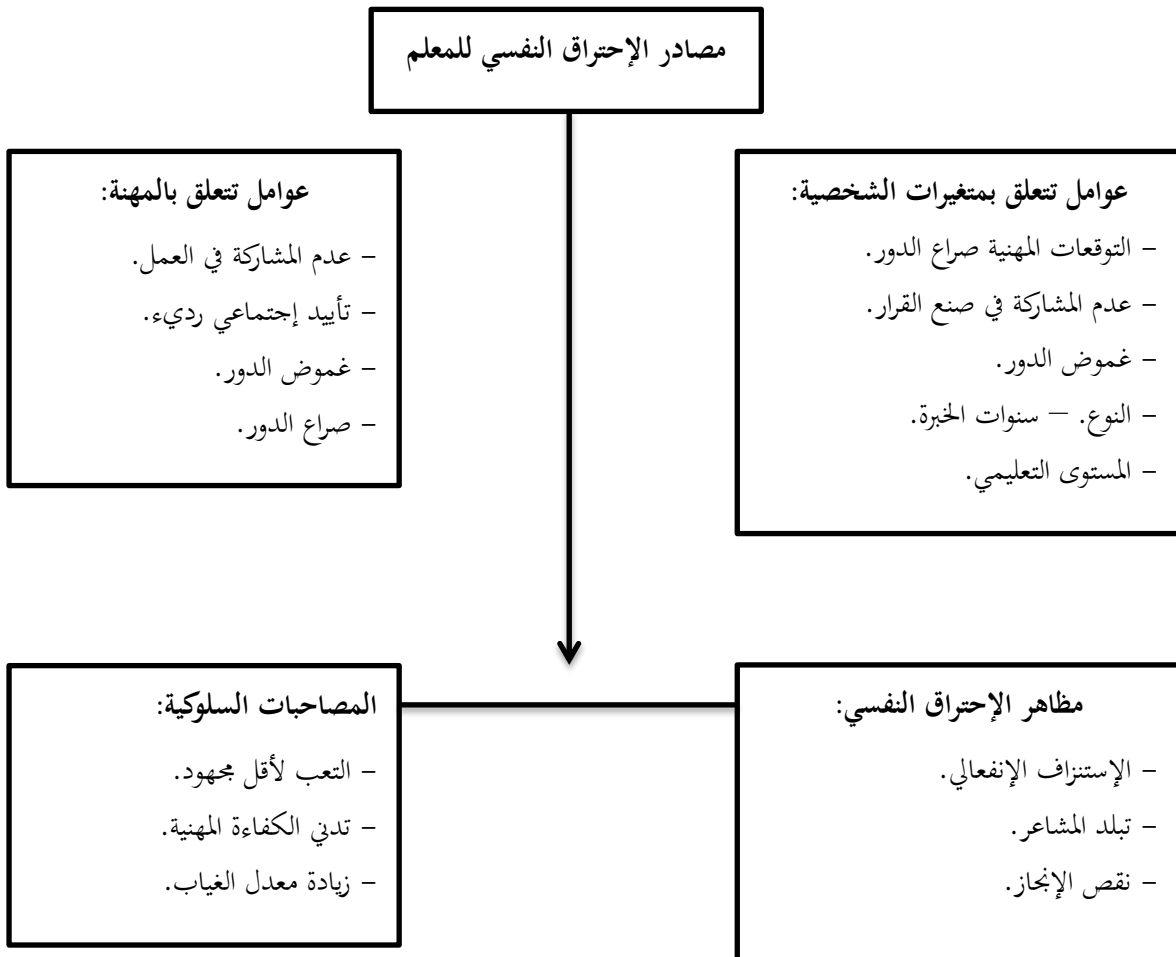 مصادر الإحتراق النفسي للمعلم
عوامل تتعلق بمتغيرات الشخصية:
– التوقعات المهنية صراع الدور.
– عدم المشاركة في صنع القرار.
– غموض الدور.
– النوع. – سنوات الخبرة.
– المستوى التعليمي.
عوامل تتعلق بالمهنة:
– عدم المشاركة في العمل.
– تأييد إجتماعي رديء.
– غموض الدور.
– صراع الدور.
مظاهر الإحتراق النفسي:
– الإستنزاف الإنفعالي.
– تبلد المشاعر.
– نقص الإنجاز.
المصاحبات السلوكية:
– التعب لأقل مجهود.
– تدني الكفاءة المهنية.
– زيادة معدل الغياب.